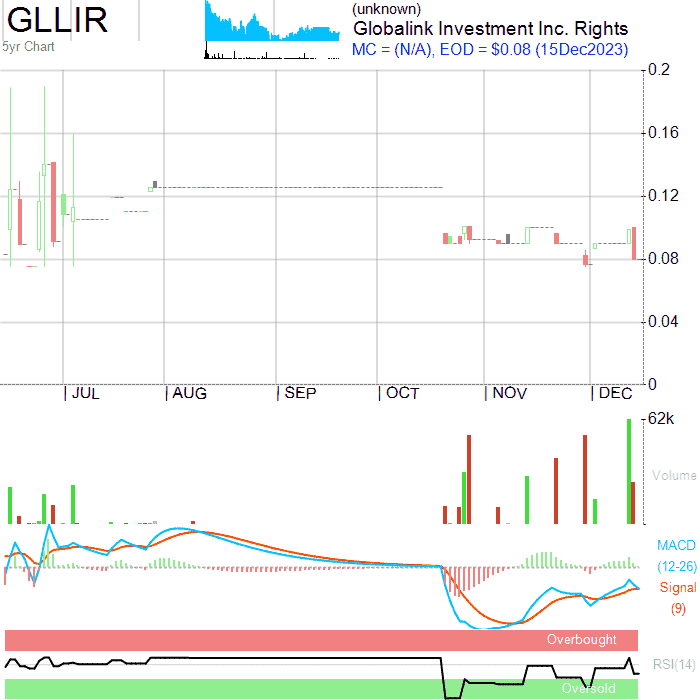 GLLIR
5yr Chart
(unknown)
Globalink Investment Inc. Rights
MC = (N/A), EOD = $0.08 (15Dec2023)
0.2
0.16
0.12
0.08
0.04
0
JUL AUG SEP OCT NOV DEC
62k
Volume
MACD
(12-26)
Signal
(9)
Overbought
RSI(14)
Oversold